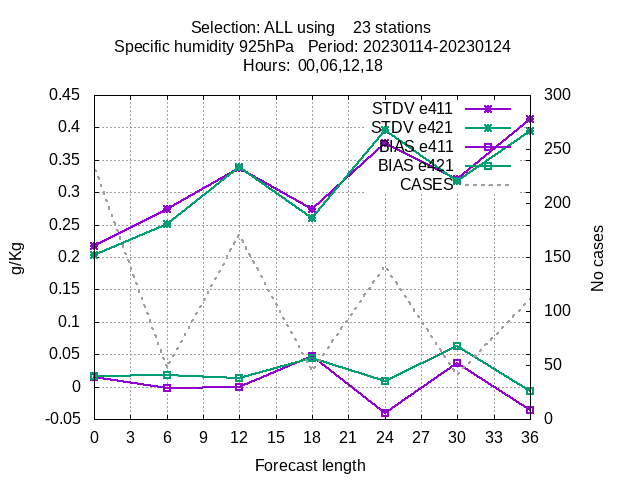 Selection: ALL using    23 stations
Specific humidity 925hPa   Period: 20230114-20230124
Hours:  00,06,12,18
0.45
0.4
0.35
0.3
0.25
0.2
0.15
0.1
0.05
0
-0.05
g/Kg
STDV e411
STDV e421
BIAS e411
BIAS e421
CASES
300
250
200
150
100
50
0
No cases
0 3 6 9 12 15 18 21 24 27 30 33 36
Forecast length